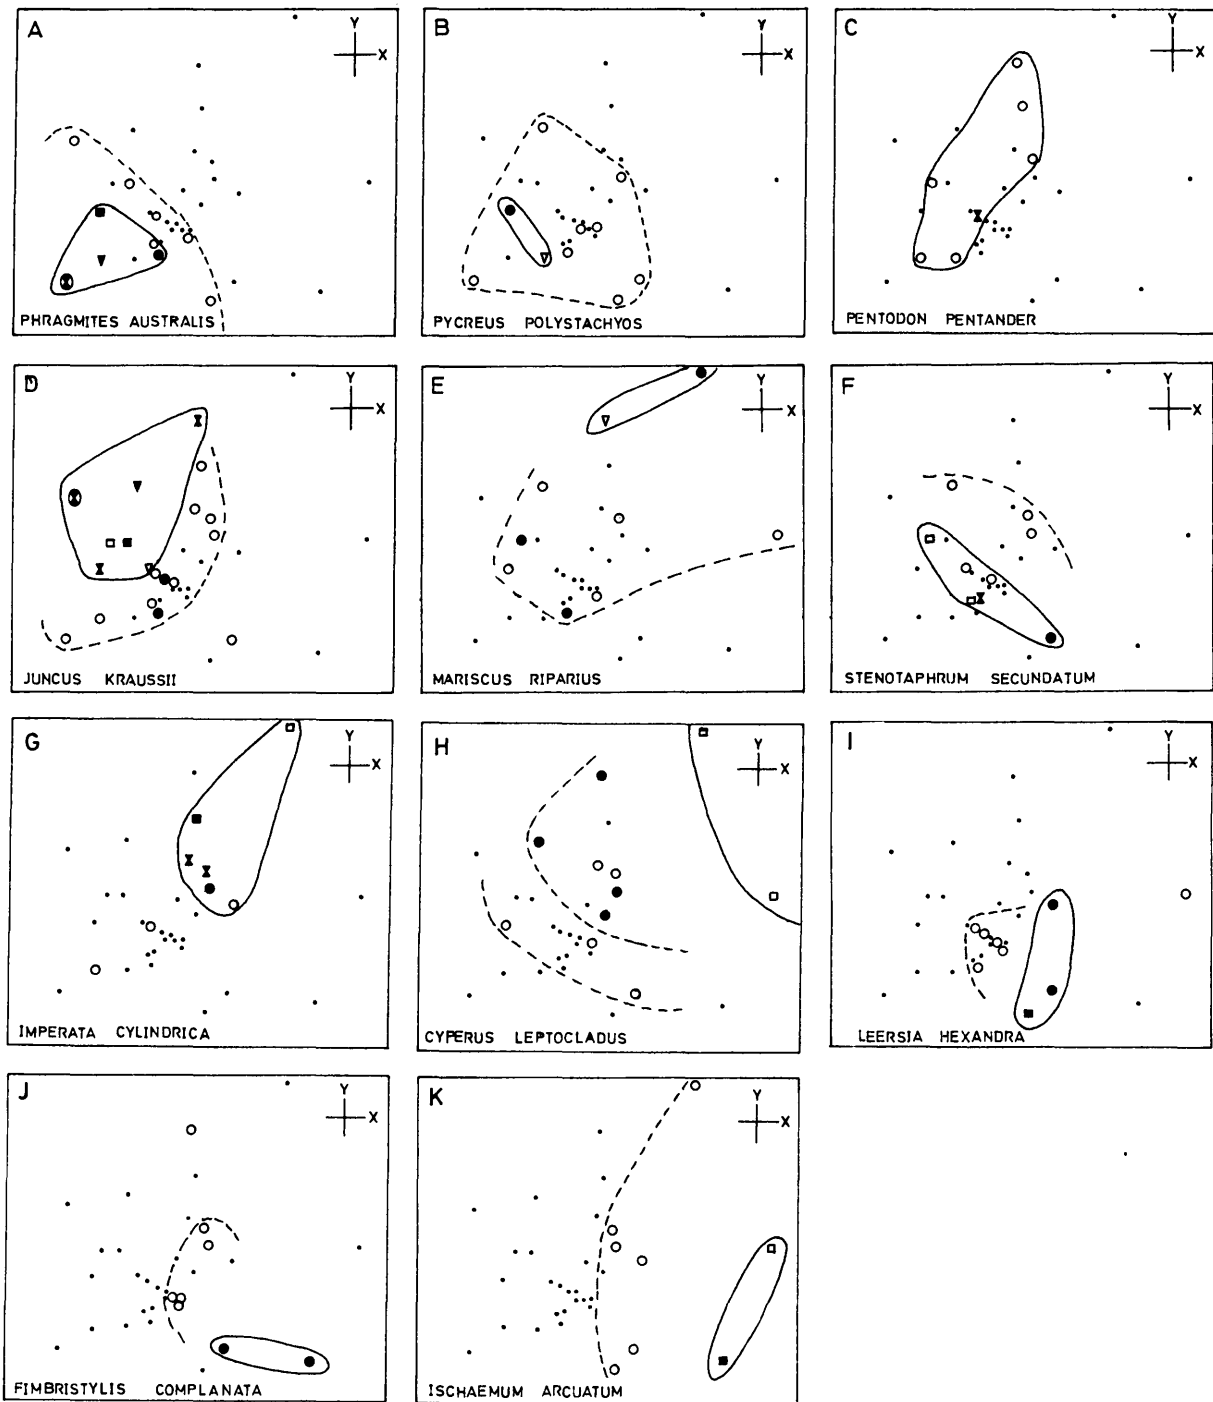 A
Y
X
PHRAGMITES AUSTRALIS
B
Y
X
PYCREUS POLYSTACHYOS
C
Y
X
PENTODON PENTANDER
D
Y
X
JUNCUS KRAUSSII
E
Y
X
MARISCUS RIPARIUS
F
Y
X
STENOTAPHRUM SECUNDATUM
G
Y
X
IMPERATA CYLINDRICA
H
Y
X
CYPERUS LEPTOCLADUS
I
Y
X
LEERSIA HEXANDRA
J
Y
X
FIMBRISTYLIS COMPLANATA
K
Y
X
ISCHAEMUM ARCUATUM